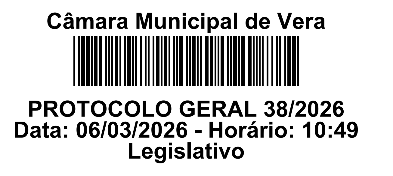 Câmara Municipal de Vera
PROTOCOLO GERAL 38/2026
Data: 06/03/2026 - Horário: 10:49
Legislativo